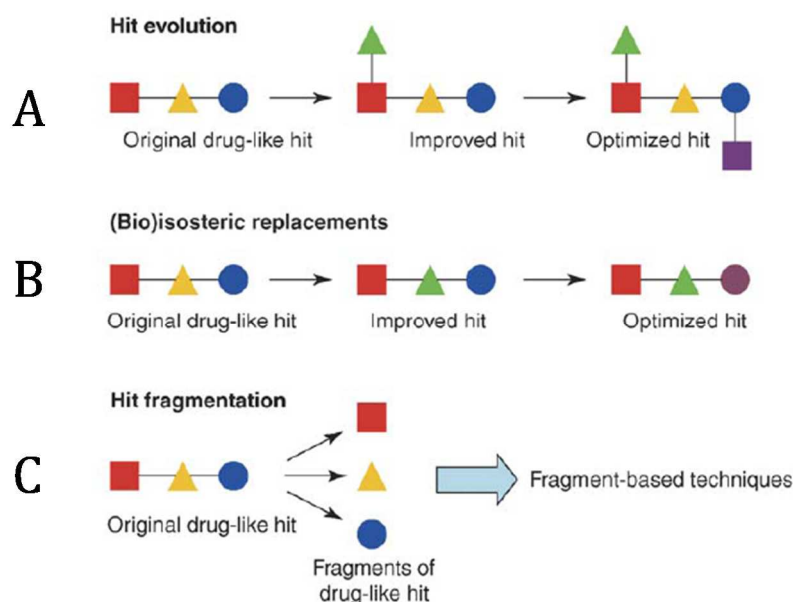 Hit evolution
A
Original drug-like hit
Improved hit
Optimized hit
(Bio)isosteric replacements
B
Original drug-like hit
Improved hit
Optimized hit
Hit fragmentation
C
Original drug-like hit
Fragments of
drug-like hit
Fragment-based techniques